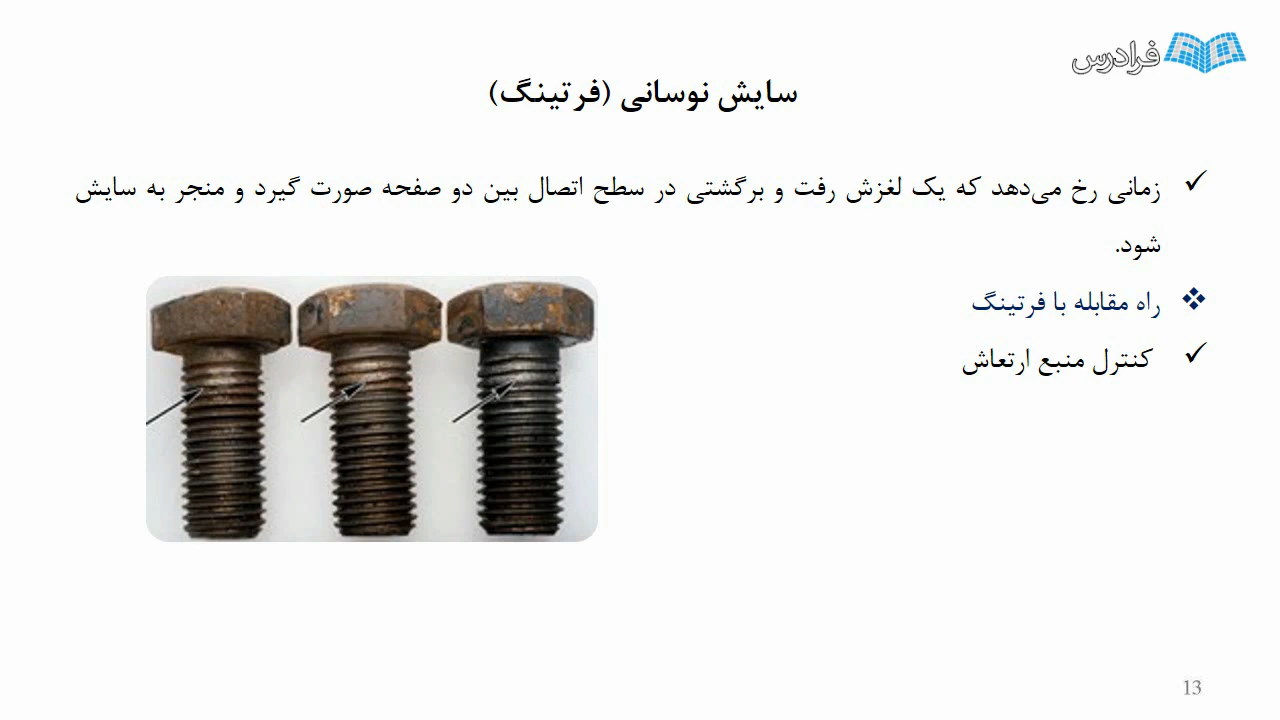 فرادرس
سایش نوسانی (فرتینگ)
زمانی رخ می‌دهد که یک لغزش رفت و برگشتی در سطح اتصال بین دو صفحه صورت گیرد و منجر به سایش
شود.
راه مقابله با فرتینگ
کنترل منبع ارتعاش
13